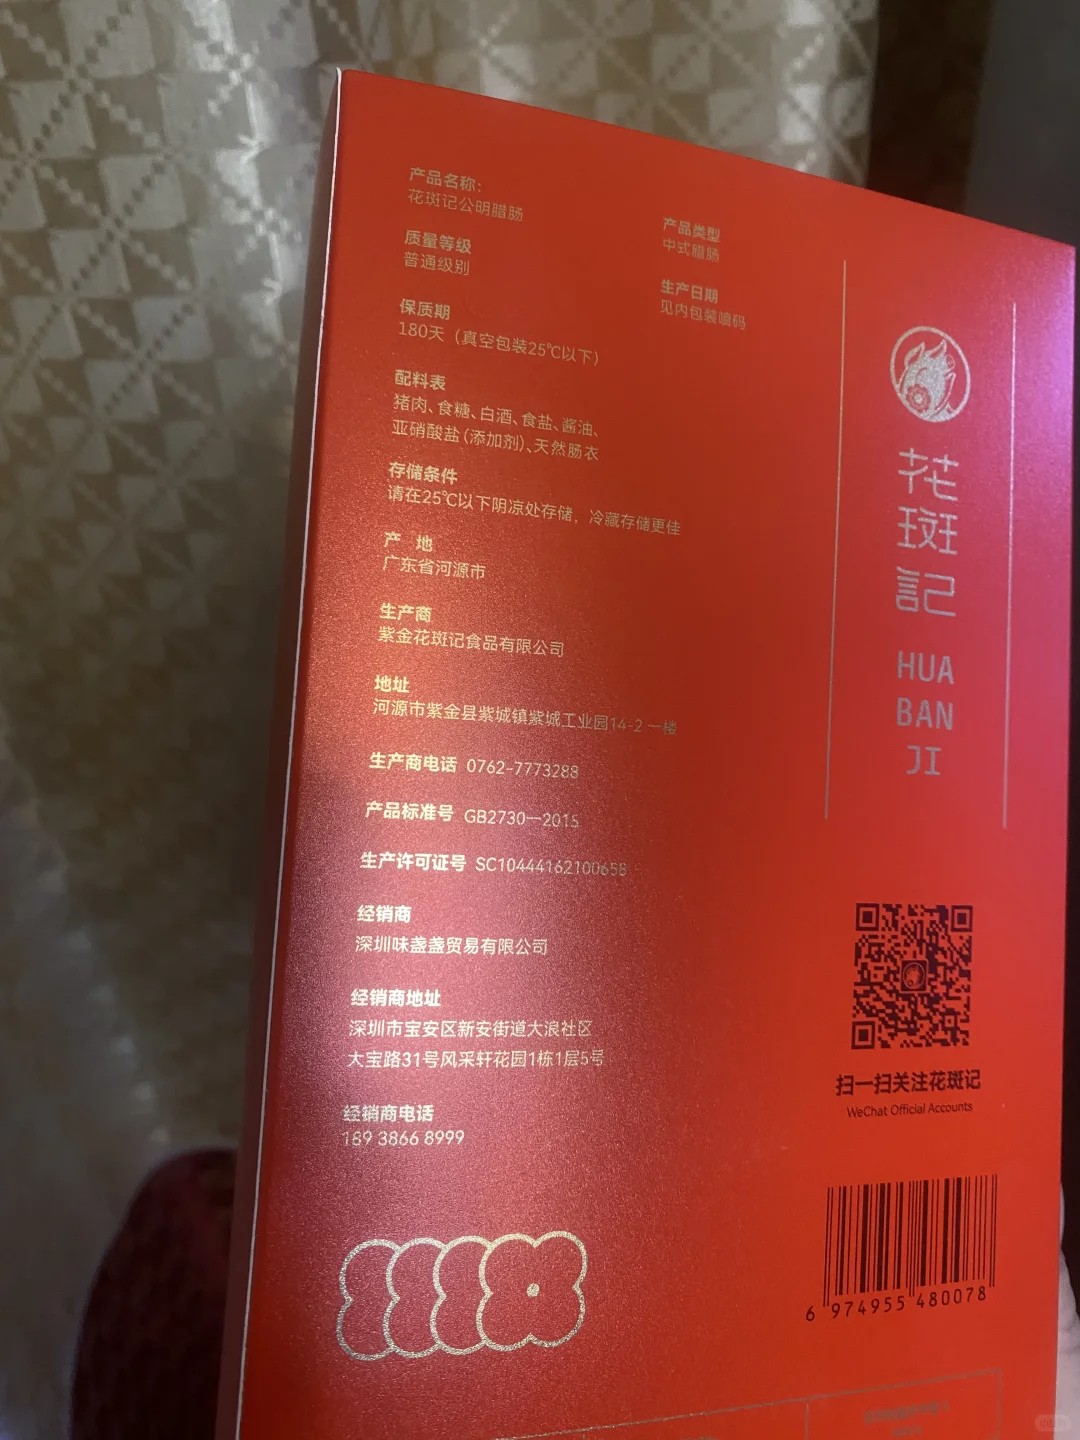 产品名称：
花斑记公明腊肠
产品类型
中式腊肠
质量等级
普通级别
生产日期
见内包装喷码
保质期
180天（真空包装25℃以下）
配料表
猪肉、食糖、白酒、食盐、酱油、
亚硝酸盐（添加剂）、天然肠衣
存储条件
请在25℃以下阴凉处存储，冷藏存储更佳
产 地
广东省河源市
生产商
紫金花斑记食品有限公司
地址
河源市紫金县紫城镇紫城工业园14-2 一楼
生产商电话 0762-7773288
产品标准号 GB2730—2015
生产许可证号 SC10444162100658
经销商
深圳味盏盏贸易有限公司
经销商地址
深圳市宝安区新安街道大浪社区
大宝路31号风采轩花园1栋1层5号
经销商电话
189 3866 8999
花
斑
記
HUA
BAN
JI
扫一扫关注花斑记
WeChat Official Accounts
6 974955 480078